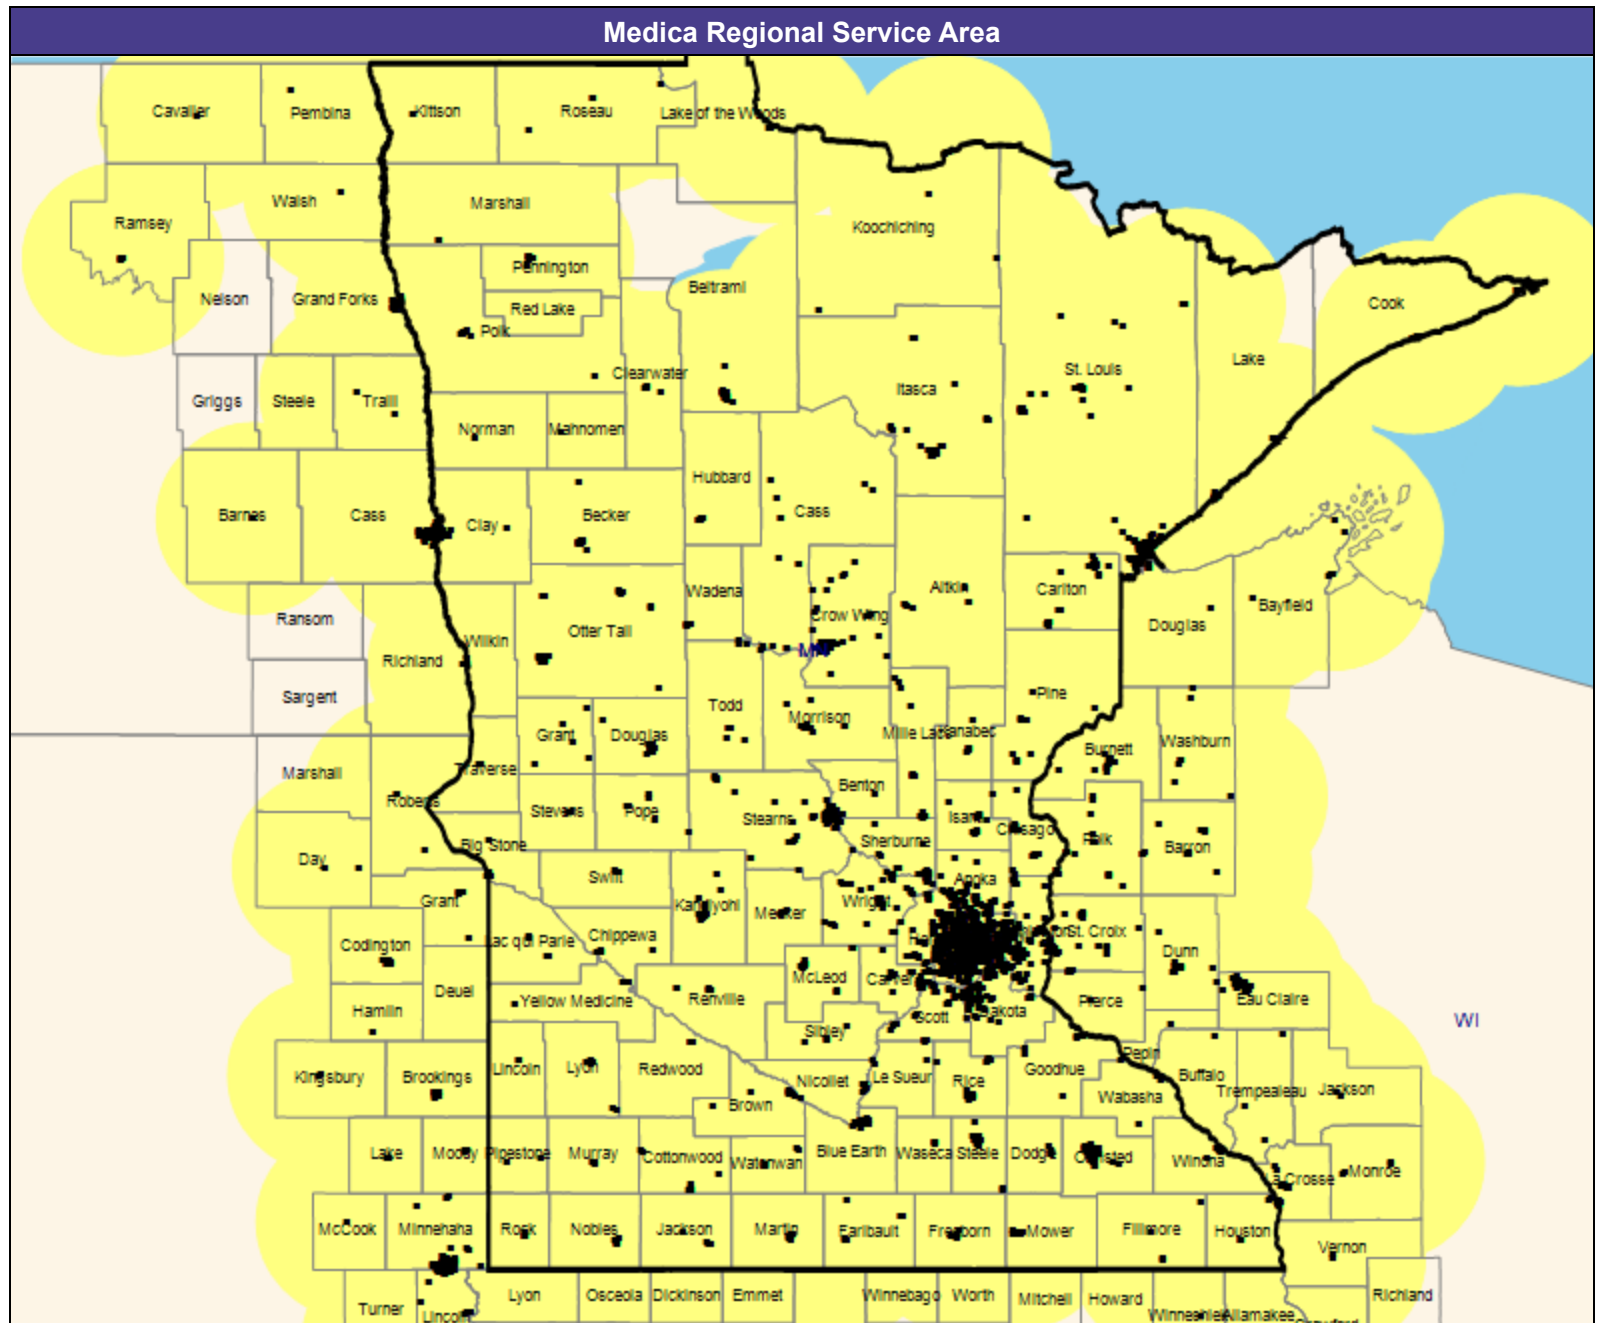 Medica Regional Service Area
Cavalier
Pembina
Kittson
Roseau
Lake of the Woods
Ramsey
Walsh
Marshall
Koochiching
Pennington
Nelson
Grand Forks
Red Lake
Polk
Beltrami
Cook
Clearwater
Itasca
St. Louis
Lake
Griggs
Steele
Traill
Norman
Mahnomen
Hubbard
Cass
Barnes
Cass
Clay
Becker
Wadena
Crow Wing
Aitkin
Carlton
Douglas
Bayfield
Ransom
Richland
Wilkin
Otter Tail
MN
Sargent
Todd
Morrison
Mille Lacs
Kanabec
Pine
Burnett
Washburn
Marshall
Roberts
Traverse
Grant
Douglas
Benton
Stevens
Pope
Stearns
Sherburne
Isanti
Chisago
Polk
Barron
Day
Big Stone
Swift
Anoka
Grant
Kandiyohi
Meeker
Wright
Codington
Lac qui Parle
Chippewa
St. Croix
Dunn
Deuel
McLeod
Carver
Hamlin
Yellow Medicine
Renville
Sibley
Scott
Dakota
Pierce
Eau Claire
WI
Kingsbury
Brookings
Lincoln
Lyon
Redwood
Brown
Nicollet
Le Sueur
Rice
Goodhue
Wabasha
Pepin
Buffalo
Trempealeau
Jackson
Lake
Moody
Pipestone
Murray
Cottonwood
Watonwan
Blue Earth
Waseca
Steele
Dodge
Olmsted
Winona
La Crosse
Monroe
McCook
Minnehaha
Rock
Nobles
Jackson
Martin
Faribault
Freeborn
Mower
Fillmore
Houston
Vernon
Turner
Lincoln
Lyon
Osceola
Dickinson
Emmet
Winnebago
Worth
Mitchell
Howard
Winneshiek
Allamakee
Crawford
Richland